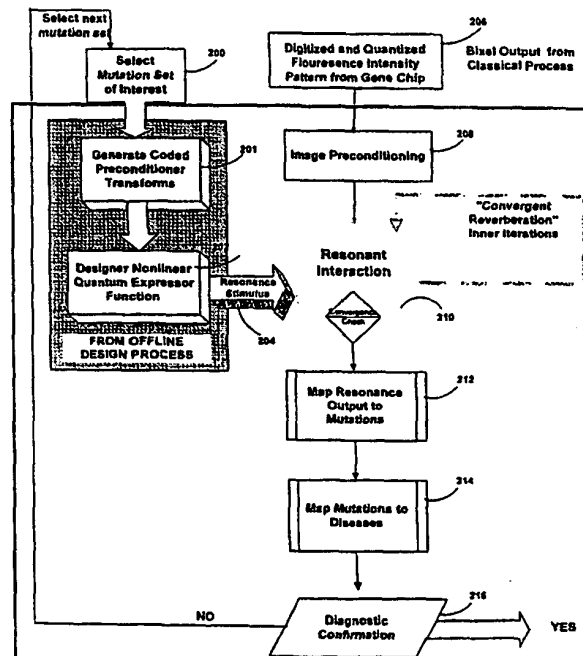 Select next
mutation set
200
Select
Mutation Set
of Interest
206
Digitized and Quantized
Flouresence Intensity
Pattern from Gene Chip
Bixel Output from
Classical Process
201
Generate Coded
Preconditioner
Transforms
208
Image Preconditioning
"Convergent
Reverberation"
Inner Iterations
Resonant
Interaction
Designer Nonlinear
Quantum Expressor
Function
Resonance
Stimulus
204
210
Convergence
Check
FROM OFFLINE
DESIGN PROCESS
212
Map Resonance
Output to
Mutations
214
Map Mutations to
Diseases
216
NO
Diagnostic
Confirmation
YES